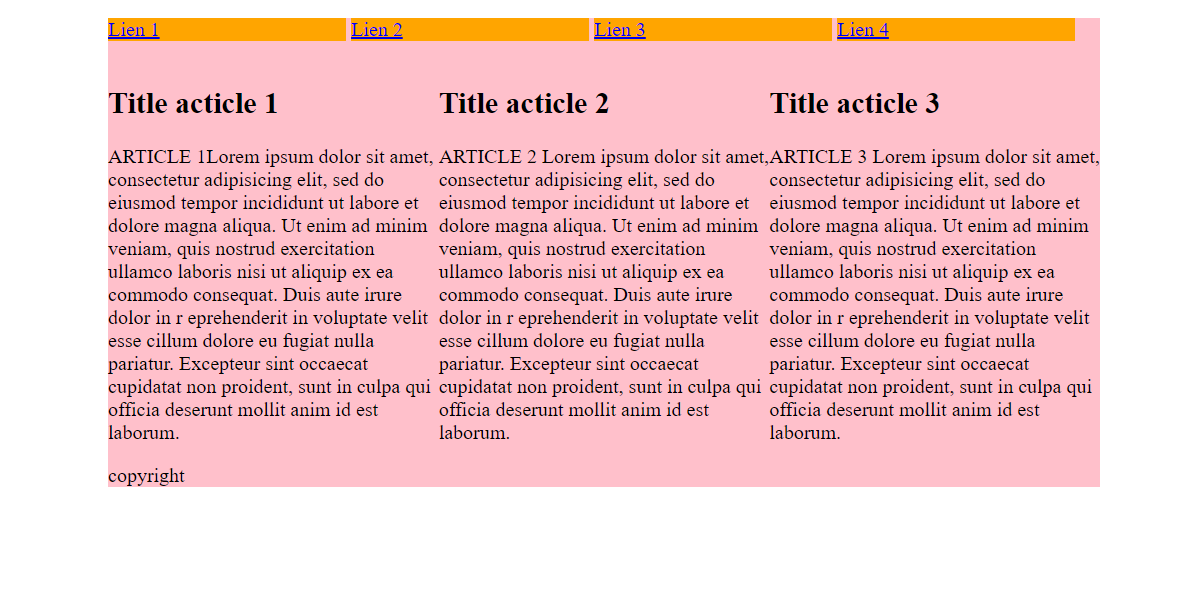 Lien 1 Lien 2 Lien 3 Lien 4
Title acticle 1
ARTICLE 1Lorem ipsum dolor sit amet,
consectetur adipisicing elit, sed do
eiusmod tempor incididunt ut labore et
dolore magna aliqua. Ut enim ad minim
veniam, quis nostrud exercitation
ullamco laboris nisi ut aliquip ex ea
commodo consequat. Duis aute irure
dolor in r eprehenderit in voluptate velit
esse cillum dolore eu fugiat nulla
pariatur. Excepteur sint occaecat
cupidatat non proident, sunt in culpa qui
officia deserunt mollit anim id est
laborum.
Title acticle 2
ARTICLE 2 Lorem ipsum dolor sit amet,
consectetur adipisicing elit, sed do
eiusmod tempor incididunt ut labore et
dolore magna aliqua. Ut enim ad minim
veniam, quis nostrud exercitation
ullamco laboris nisi ut aliquip ex ea
commodo consequat. Duis aute irure
dolor in r eprehenderit in voluptate velit
esse cillum dolore eu fugiat nulla
pariatur. Excepteur sint occaecat
cupidatat non proident, sunt in culpa qui
officia deserunt mollit anim id est
laborum.
Title acticle 3
ARTICLE 3 Lorem ipsum dolor sit amet,
consectetur adipisicing elit, sed do
eiusmod tempor incididunt ut labore et
dolore magna aliqua. Ut enim ad minim
veniam, quis nostrud exercitation
ullamco laboris nisi ut aliquip ex ea
commodo consequat. Duis aute irure
dolor in r eprehenderit in voluptate velit
esse cillum dolore eu fugiat nulla
pariatur. Excepteur sint occaecat
cupidatat non proident, sunt in culpa qui
officia deserunt mollit anim id est
laborum.
copyright